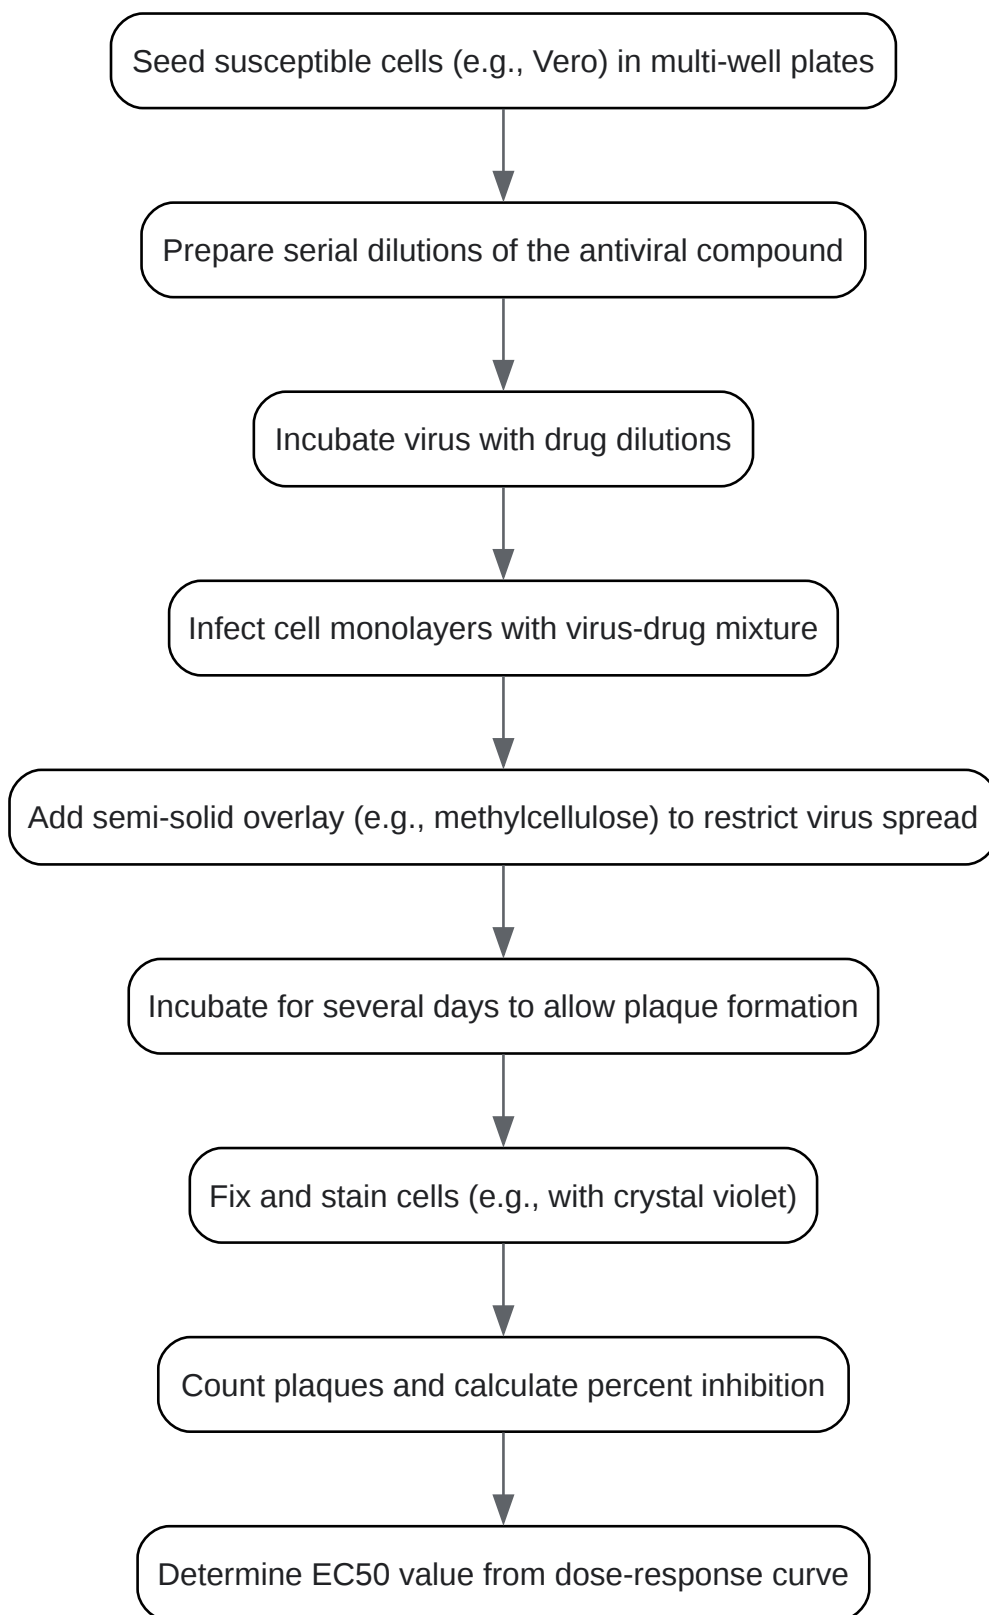 Seed susceptible cells (e.g., Vero) in multi-well plates
Prepare serial dilutions of the antiviral compound
Incubate virus with drug dilutions
Infect cell monolayers with virus-drug mixture
Add semi-solid overlay (e.g., methylcellulose) to restrict virus spread
Incubate for several days to allow plaque formation
Fix and stain cells (e.g., with crystal violet)
Count plaques and calculate percent inhibition
Determine EC50 value from dose-response curve